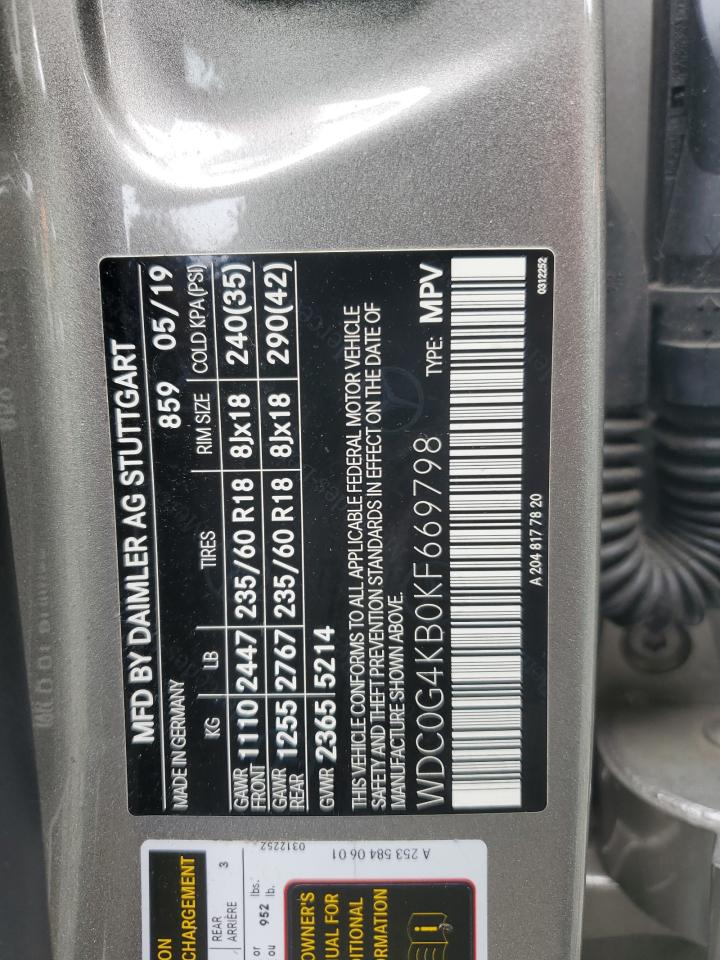 MFD BY DAIMLER AG STUTTGART
MADE IN GERMANY 859 05/19
KG LB TIRES RIM SIZE COLD KPA(PSI)
GAWR FRONT 1110 2447 235/60 R18 8Jx18 240(35)
GAWR REAR 1255 2767 235/60 R18 8Jx18 290(42)
GVWR 2365 5214
THIS VEHICLE CONFORMS TO ALL APPLICABLE FEDERAL MOTOR VEHICLE
SAFETY AND THEFT PREVENTION STANDARDS IN EFFECT ON THE DATE OF
MANUFACTURE SHOWN ABOVE.
WDC0G4KB0KF669798 TYPE: MPV
A 204 817 78 20 0312252
CHARGEMENT
REAR
ARRIÈRE 3
or
ou 952 lbs.
lb.
OWNER'S
UAL FOR
DITIONAL
RMATION
i
A 253 584 06 01
0312252